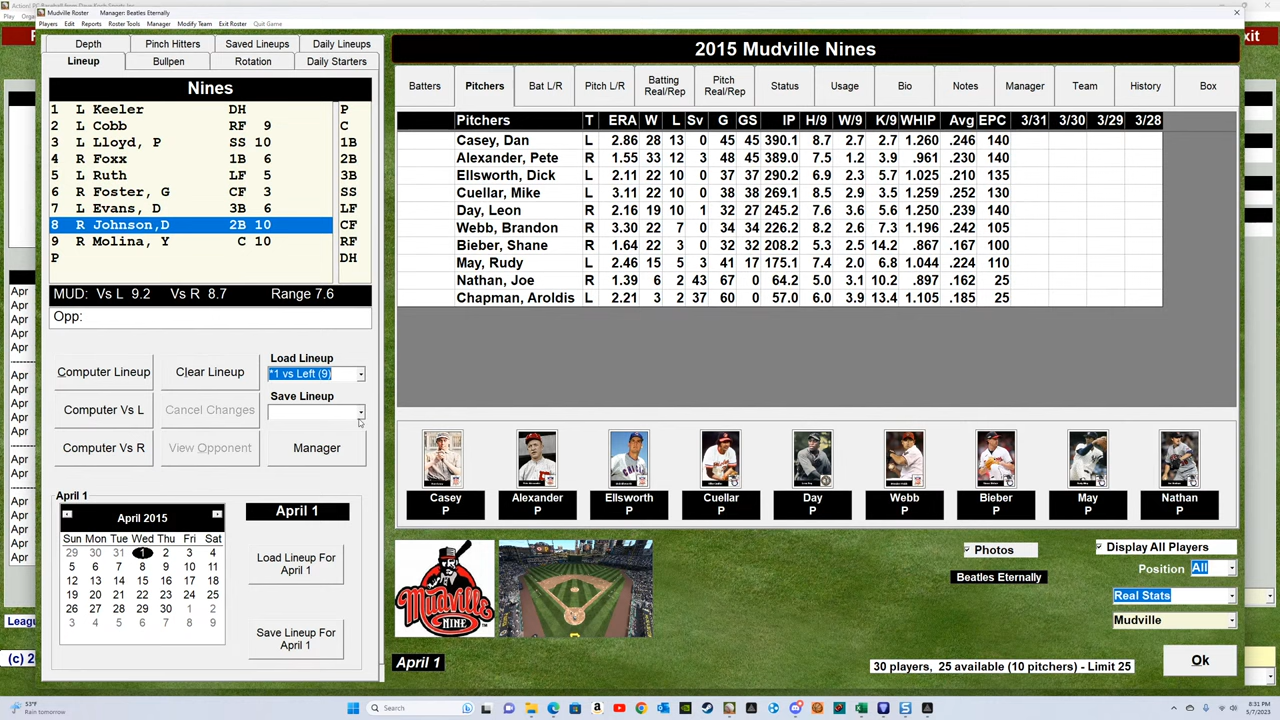 Mudville Roster Manager: Beatles Eternally
Players Edit Reports Roster Tools Manager Modify Team Exit Roster Quit Game
Depth Pinch Hitters Saved Lineups Daily Lineups
Lineup Bullpen Rotation Daily Starters
Nines
1 L Keeler DH P
2 L Cobb RF 9 C
3 L Lloyd, P SS 10 1B
4 R Foxx 1B 6 2B
5 L Ruth LF 5 3B
6 R Foster, G CF 3 SS
7 L Evans, D 3B 6 LF
8 R Johnson,D 2B 10 CF
9 R Molina, Y C 10 RF
P DH
MUD: Vs L 9.2 Vs R 8.7 Range 7.6
Opp:
Load Lineup
Computer Lineup Clear Lineup *1 vs Left (9)
Save Lineup
Computer Vs L Cancel Changes
Computer Vs R View Opponent Manager
April 1
April 2015
Sun Mon Tue Wed Thu Fri Sat
29 30 31 1 2 3 4
5 6 7 8 9 10 11
12 13 14 15 16 17 18
19 20 21 22 23 24 25
26 27 28 29 30 1 2
3 4 5 6 7 8 9
April 1
Load Lineup For
April 1
Save Lineup For
April 1
2015 Mudville Nines
Batters Pitchers Bat L/R Pitch L/R Batting Real/Rep Pitch Real/Rep Status Usage Bio Notes Manager Team History Box
Pitchers T ERA W L Sv G GS IP H/9 W/9 K/9 WHIP Avg EPC 3/31 3/30 3/29 3/28
Casey, Dan L 2.86 28 13 0 45 45 390.1 8.7 2.7 2.7 1.260 .246 140
Alexander, Pete R 1.55 33 12 3 48 45 389.0 7.6 1.2 3.9 .961 .230 140
Ellsworth, Dick L 2.11 22 10 0 37 37 290.2 6.9 2.3 5.7 1.025 .210 135
Cuellar, Mike L 3.11 22 10 0 38 38 269.1 8.5 2.9 3.5 1.259 .252 130
Day, Leon R 2.16 19 10 1 32 27 245.2 7.6 3.6 5.6 1.250 .239 140
Webb, Brandon R 3.30 22 7 0 34 34 226.2 8.2 2.6 7.3 1.196 .242 105
Bieber, Shane R 1.64 22 3 0 32 32 208.2 5.3 2.5 14.2 .867 .167 100
May, Rudy L 2.46 15 5 3 41 17 175.1 7.4 2.0 6.8 1.044 .224 110
Nathan, Joe R 1.39 6 2 43 67 0 64.2 5.0 3.1 10.2 .897 .162 25
Chapman, Aroldis L 2.21 3 2 37 60 0 57.0 6.0 3.9 13.4 1.105 .185 25
Casey Alexander Ellsworth Cuellar Day Webb Bieber May Nathan
P P P P P P P P P
MUDVILLE
NINE
Photos
Beatles Eternally
Display All Players
Position All
Real Stats
Mudville
April 1
30 players, 25 available (10 pitchers) - Limit 25
Ok
Apr
Apr
Apr
Apr
Apr
Apr
Apr
Apr
Apr
Apr
(c) 2
53°F
Rain tomorrow
Search
8:31 PM
5/7/2023